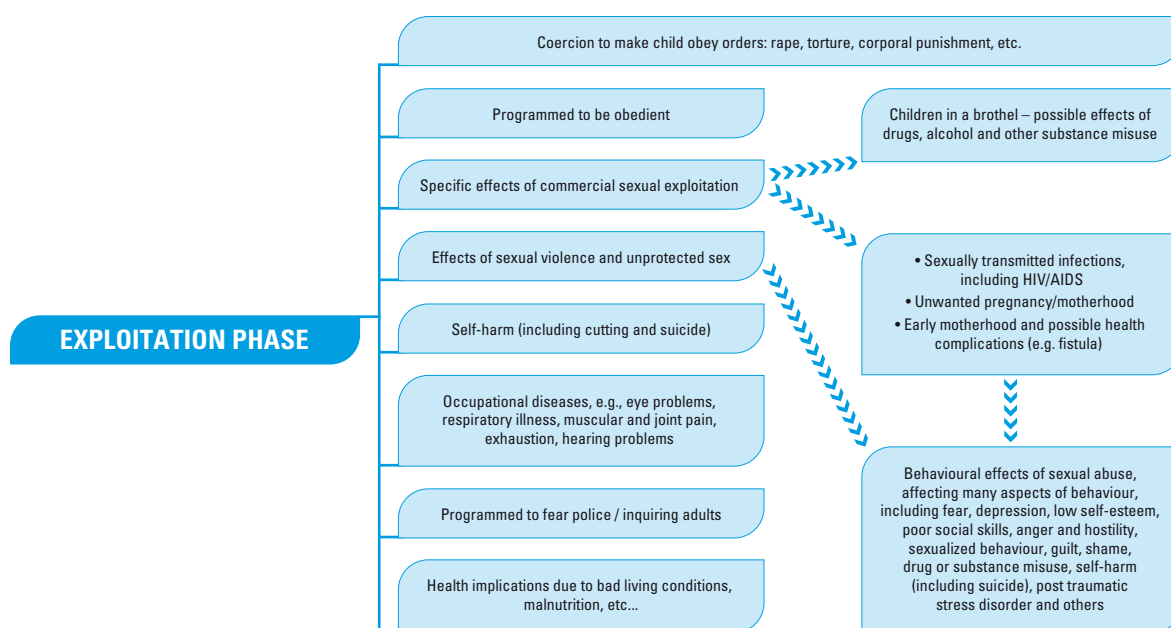 Coercion to make child obey orders: rape, torture, corporal punishment, etc.
Programmed to be obedient
Children in a brothel – possible effects of
drugs, alcohol and other substance misuse
Specific effects of commercial sexual exploitation
Effects of sexual violence and unprotected sex
• Sexually transmitted infections,
including HIV/AIDS
• Unwanted pregnancy/motherhood
• Early motherhood and possible health
complications (e.g. fistula)
EXPLOITATION PHASE
Self-harm (including cutting and suicide)
Occupational diseases, e.g., eye problems,
respiratory illness, muscular and joint pain,
exhaustion, hearing problems
Programmed to fear police / inquiring adults
Health implications due to bad living conditions,
malnutrition, etc...
Behavioural effects of sexual abuse,
affecting many aspects of behaviour,
including fear, depression, low self-esteem,
poor social skills, anger and hostility,
sexualized behaviour, guilt, shame,
drug or substance misuse, self-harm
(including suicide), post traumatic
stress disorder and others